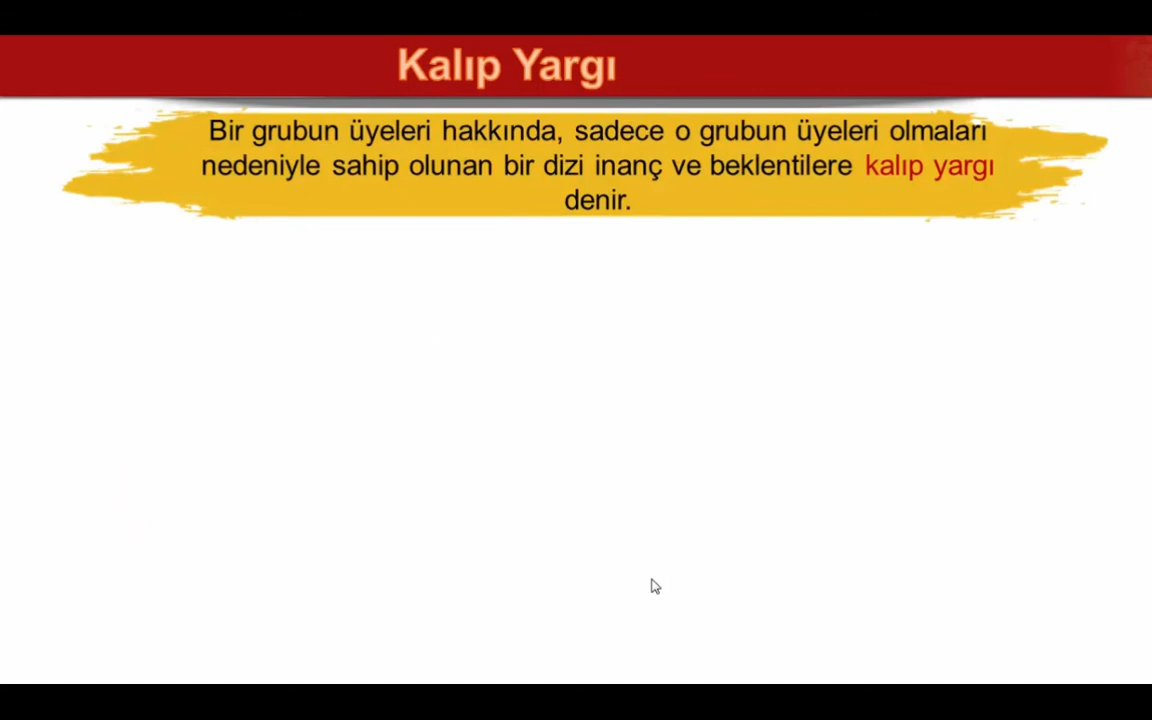 Kalıp Yargı
Bir grubun üyeleri hakkında, sadece o grubun üyeleri olmaları
nedeniyle sahip olunan bir dizi inanç ve beklentilere kalıp yargı
denir.